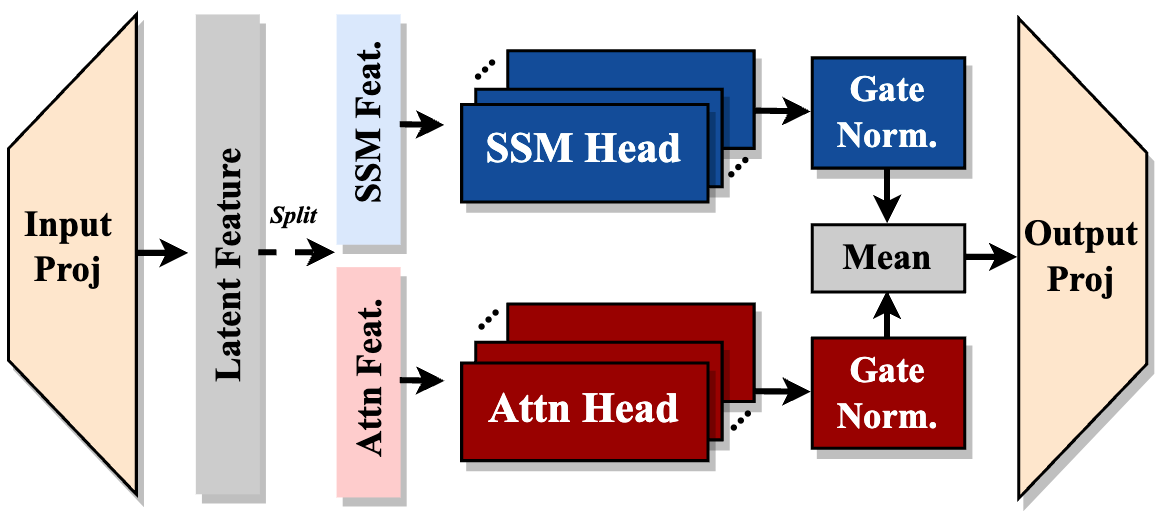 Input
Proj
Latent Feature
Split
SSM Feat.
Attn Feat.
SSM Head
Attn Head
Gate
Norm.
Mean
Gate
Norm.
Output
Proj